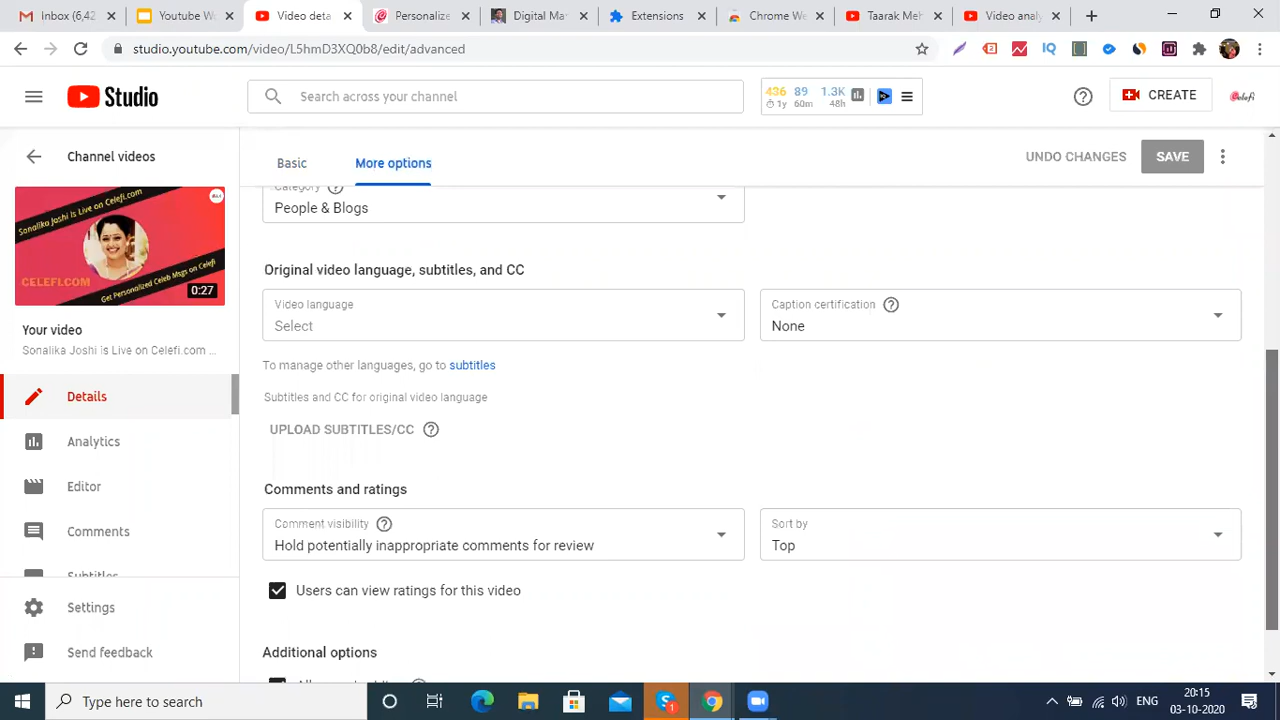 Inbox (6,42
Youtube Wo
Video deta
Personalize
Digital Ma
Extensions
Chrome We
Taarak Meh
Video analy
studio.youtube.com/video/L5hmD3XQ0b8/edit/advanced
Studio
Search across your channel
436 89 1.3K
1y 60m 48h
CREATE
Celefi
Channel videos
Basic
More options
UNDO CHANGES
SAVE
Category
People & Blogs
Sonalika Joshi is Live on Celefi.com
CELEFI.COM
Get Personalized Celeb Msgs on Celefi
0:27
Your video
Sonalika Joshi is Live on Celefi.com ...
Original video language, subtitles, and CC
Video language
Select
Caption certification
None
To manage other languages, go to subtitles
Subtitles and CC for original video language
UPLOAD SUBTITLES/CC
Details
Analytics
Editor
Comments
Subtitles
Settings
Send feedback
Comments and ratings
Comment visibility
Hold potentially inappropriate comments for review
Sort by
Top
Users can view ratings for this video
Additional options
Type here to search
ENG
20:15
03-10-2020